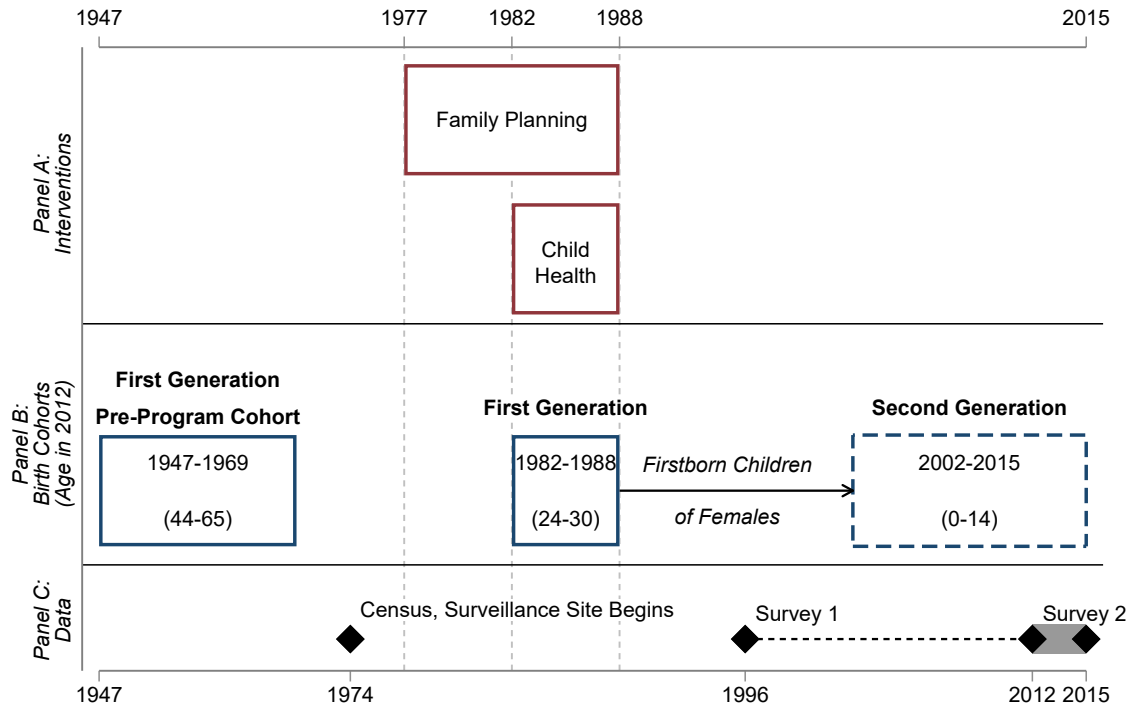 1947 1977 1982 1988 2015
Panel A:
Interventions
Family Planning
Child
Health
Panel B:
Birth Cohorts
(Age in 2012)
First Generation
Pre-Program Cohort
1947-1969
(44-65)
First Generation
1982-1988
(24-30)
Firstborn Children
of Females
Second Generation
2002-2015
(0-14)
Panel C:
Data
Census, Surveillance Site Begins
Survey 1
Survey 2
1947 1974 1996 2012 2015